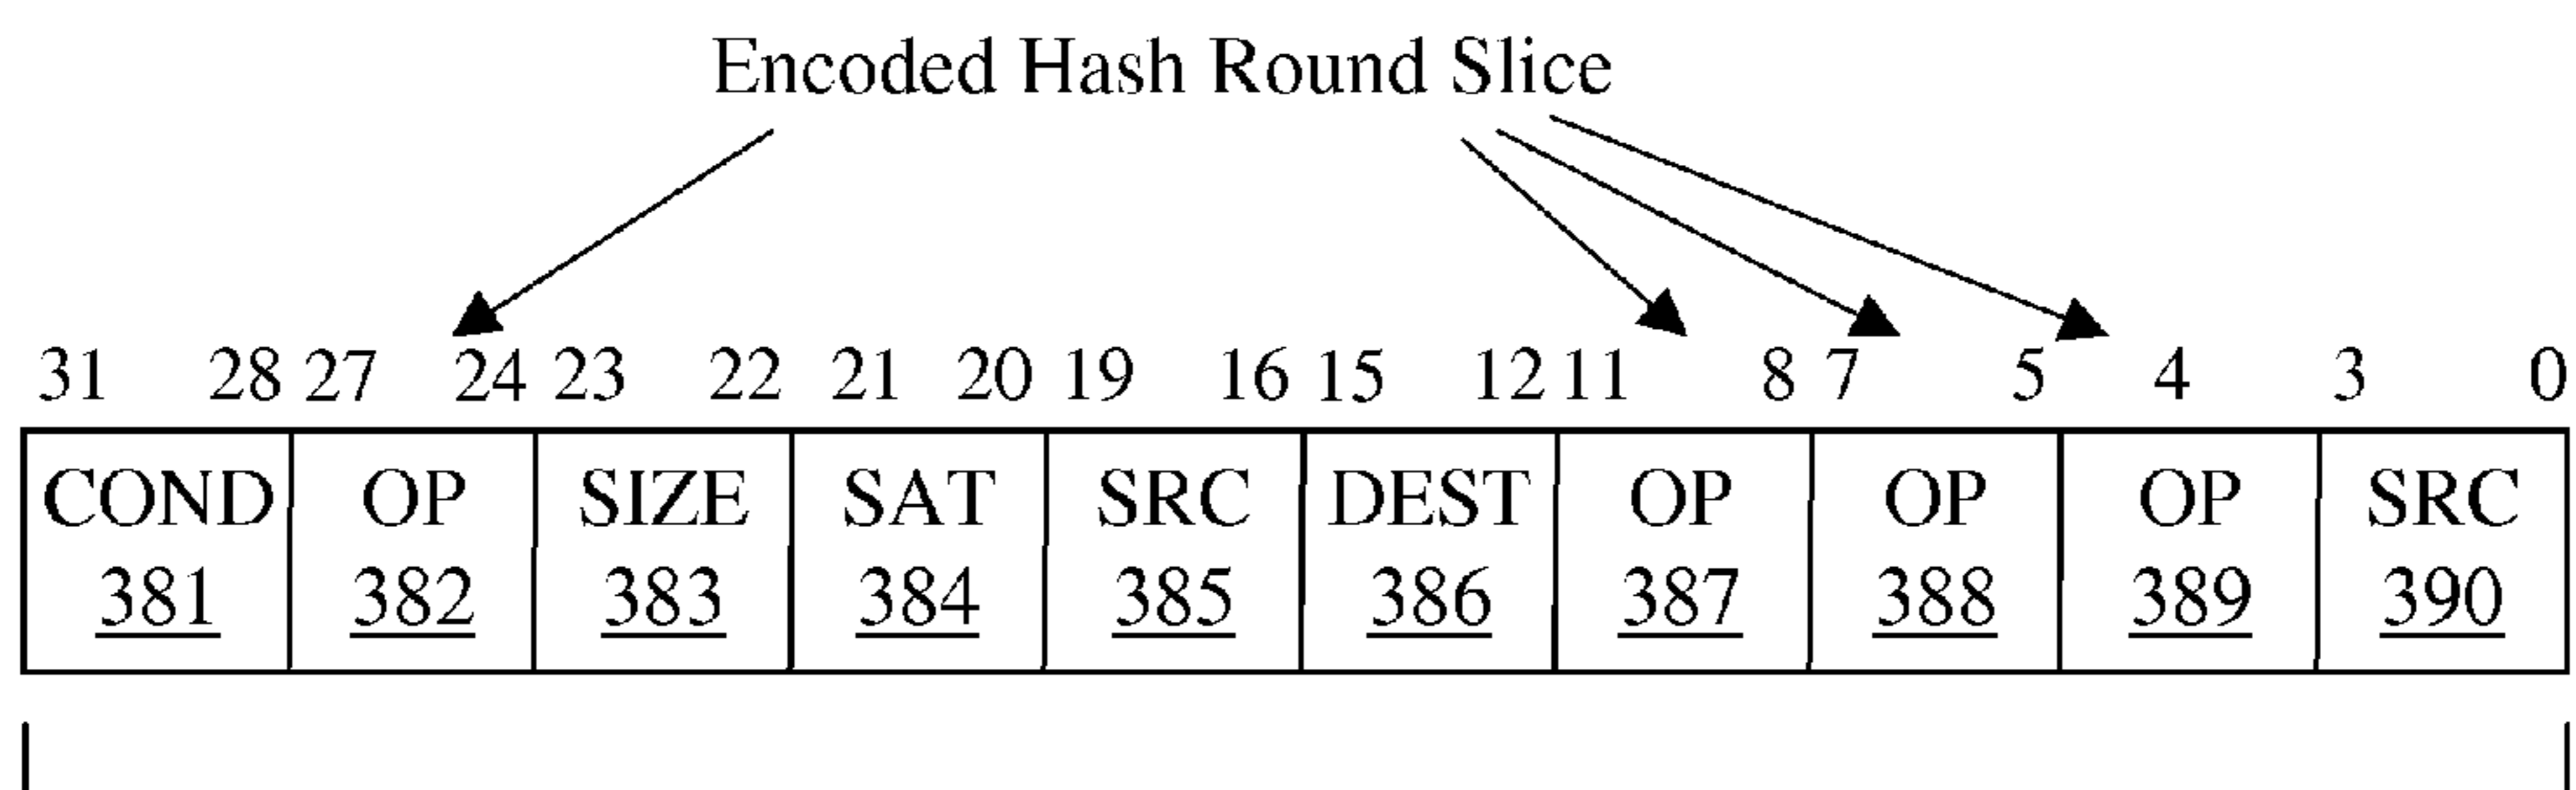 Encoded Hash Round Slice
31 28 27 24 23 22 21 20 19 16 15 12 11 8 7 5 4 3 0
COND OP SIZE SAT SRC DEST OP OP OP SRC
381 382 383 384 385 386 387 388 389 390